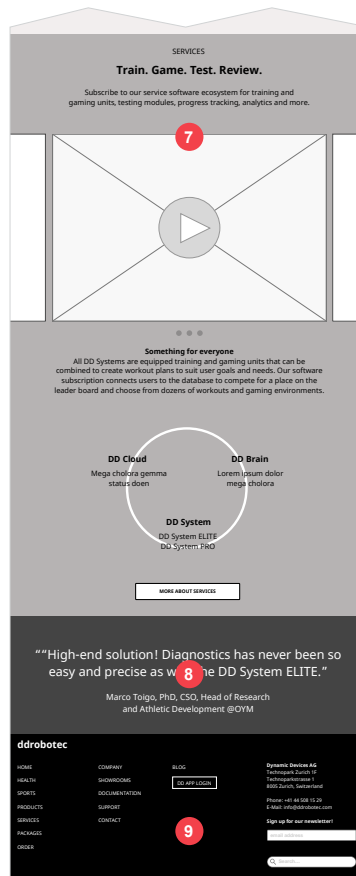 SERVICES
Train. Game. Test. Review.
Subscribe to our service software ecosystem for training and
gaming units, testing modules, progress tracking, analytics and more.
7
Something for everyone
All DD Systems are equipped training and gaming units that can be
combined to create workout plans to suit user goals and needs. Our software
subscription connects users to the database to compete for a place on the
leader board and choose from dozens of workouts and gaming environments.
DD Cloud
Mega cholora gemma
status doen
DD Brain
Lorem ipsum dolor
mega cholora
DD System
DD System ELITE
DD System PRO
MORE ABOUT SERVICES
““High-end solution! Diagnostics has never been so
easy and precise as the DD System ELITE.”
8
Marco Toigo, PhD, CSO, Head of Research
and Athletic Development @OYM
ddrobotec
HOME
HEALTH
SPORTS
PRODUCTS
SERVICES
PACKAGES
ORDER
COMPANY
SHOWROOMS
DOCUMENTATION
SUPPORT
CONTACT
BLOG
DD APP LOGIN
9
Dynamic Devices AG
Technopark Zurich 1F
Technoparkstrasse 1
8005 Zurich, Switzerland
Phone: +41 44 508 15 29
E-Mail: info@ddrobotec.com
Sign up for our newsletter!
email address
Search...